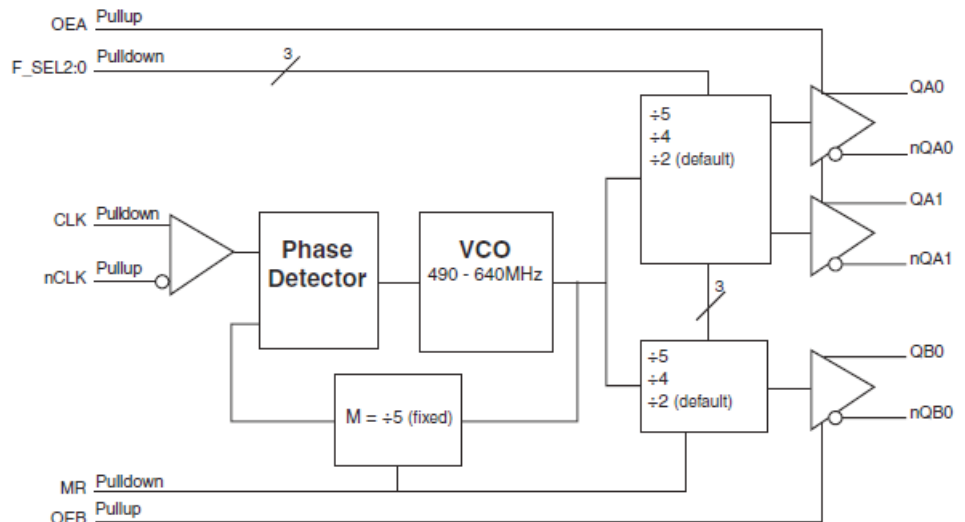 OEA Pullup
F_SEL2:0 Pulldown
3
QA0
÷5
÷4
÷2 (default)
nQA0
QA1
CLK Pulldown
Phase
Detector
VCO
490 - 640MHz
nCLK Pullup
nQA1
3
÷5
÷4
÷2 (default)
QB0
nQB0
M = ÷5 (fixed)
MR Pulldown
OEB Pullup